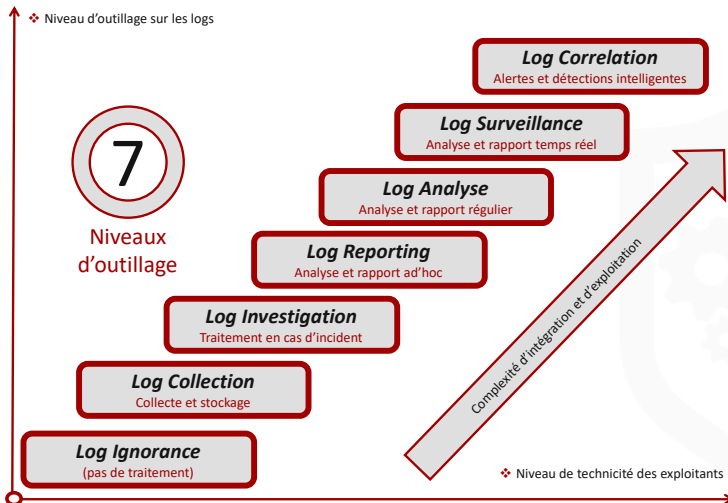 ❖ Niveau d'outillage sur les logs
Log Correlation
Alertes et détections intelligentes
Log Surveillance
Analyse et rapport temps réel
7
Niveaux
d'outillage
Log Analyse
Analyse et rapport régulier
Log Reporting
Analyse et rapport ad'hoc
Log Investigation
Traitement en cas d'incident
Log Collection
Collecte et stockage
Log Ignorance
(pas de traitement)
Complexité d'intégration et d'exploitation
❖ Niveau de technicité des exploitants